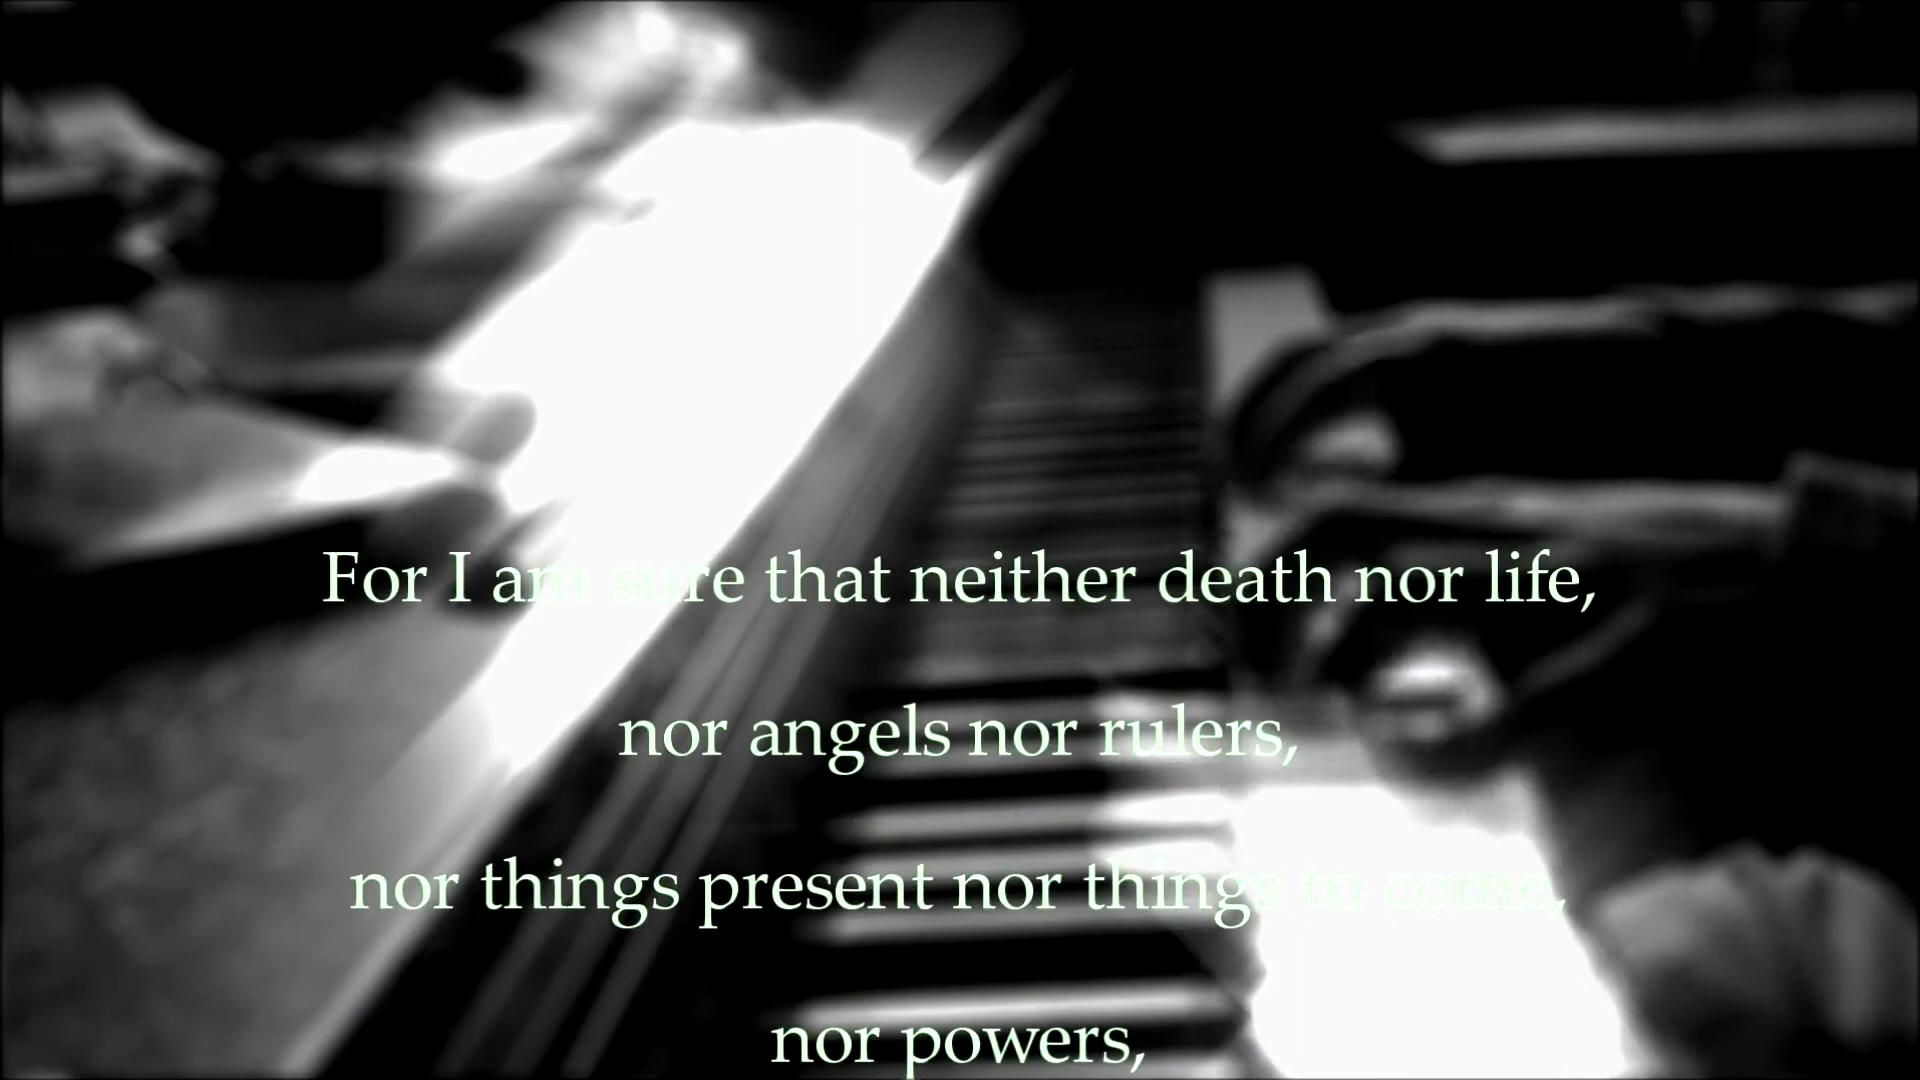 For I am sure that neither death nor life,
nor angels nor rulers,
nor things present nor things to come,
nor powers,